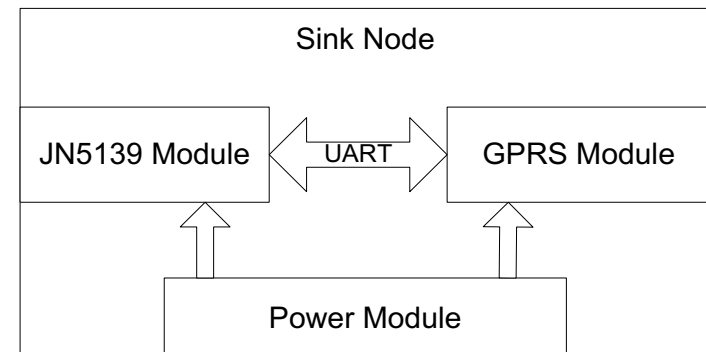 Sink Node
JN5139 Module
UART
GPRS Module
Power Module